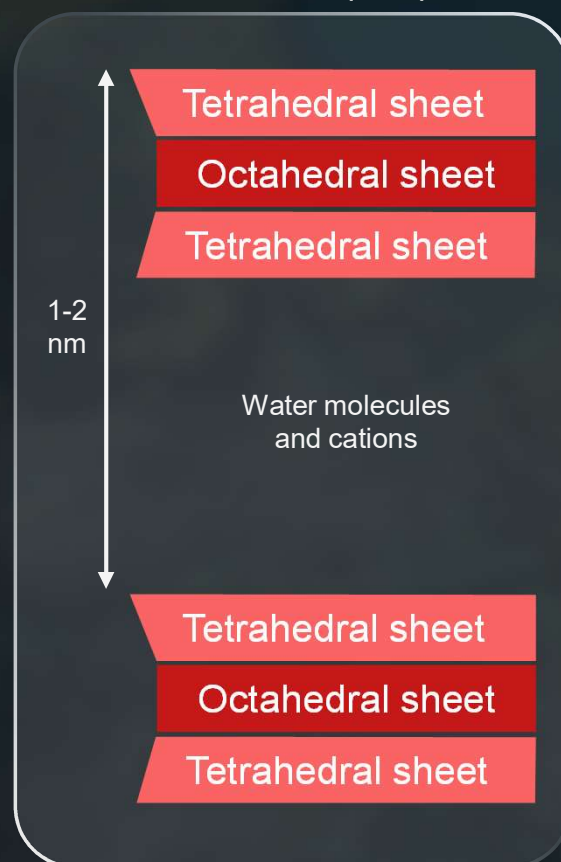 Tetrahedral sheet
Octahedral sheet
Tetrahedral sheet
1-2
nm
Water molecules
and cations
Tetrahedral sheet
Octahedral sheet
Tetrahedral sheet